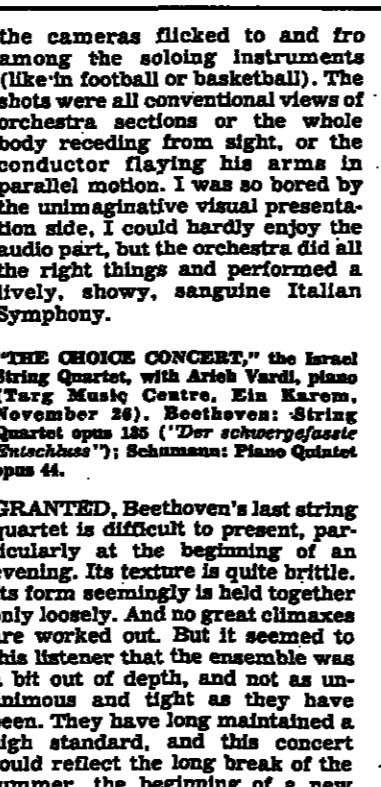 the cameras flicked to and fro
among the soloing instruments
(like in football or basketball). The
shots were all conventional views of
orchestra sections or the whole
body receding from sight, or the
conductor flaying his arms in
parallel motion. I was so bored by
the unimaginative visual presenta-
tion side, I could hardly enjoy the
audio part, but the orchestra did all
the right things and performed a
lively, showy, sanguine Italian
Symphony.
"THE CHOICE CONCERT," the Israel
String Quartet, with Arieh Vardi, piano
(Targ Music Centre, Ein Karem,
November 26). Beethoven: String
Quartet opus 135 ("Der schwergefasste
Entschluss"); Schumann: Piano Quintet
opus 44.
GRANTED, Beethoven's last string
quartet is difficult to present, par-
ticularly at the beginning of an
evening. Its texture is quite brittle.
Its form seemingly is held together
only loosely. And no great climaxes
are worked out. But it seemed to
this listener that the ensemble was
a bit out of depth, and not as un-
animous and tight as they have
been. They have long maintained a
high standard, and this concert
could reflect the long break of the
summer, the beginning of a new